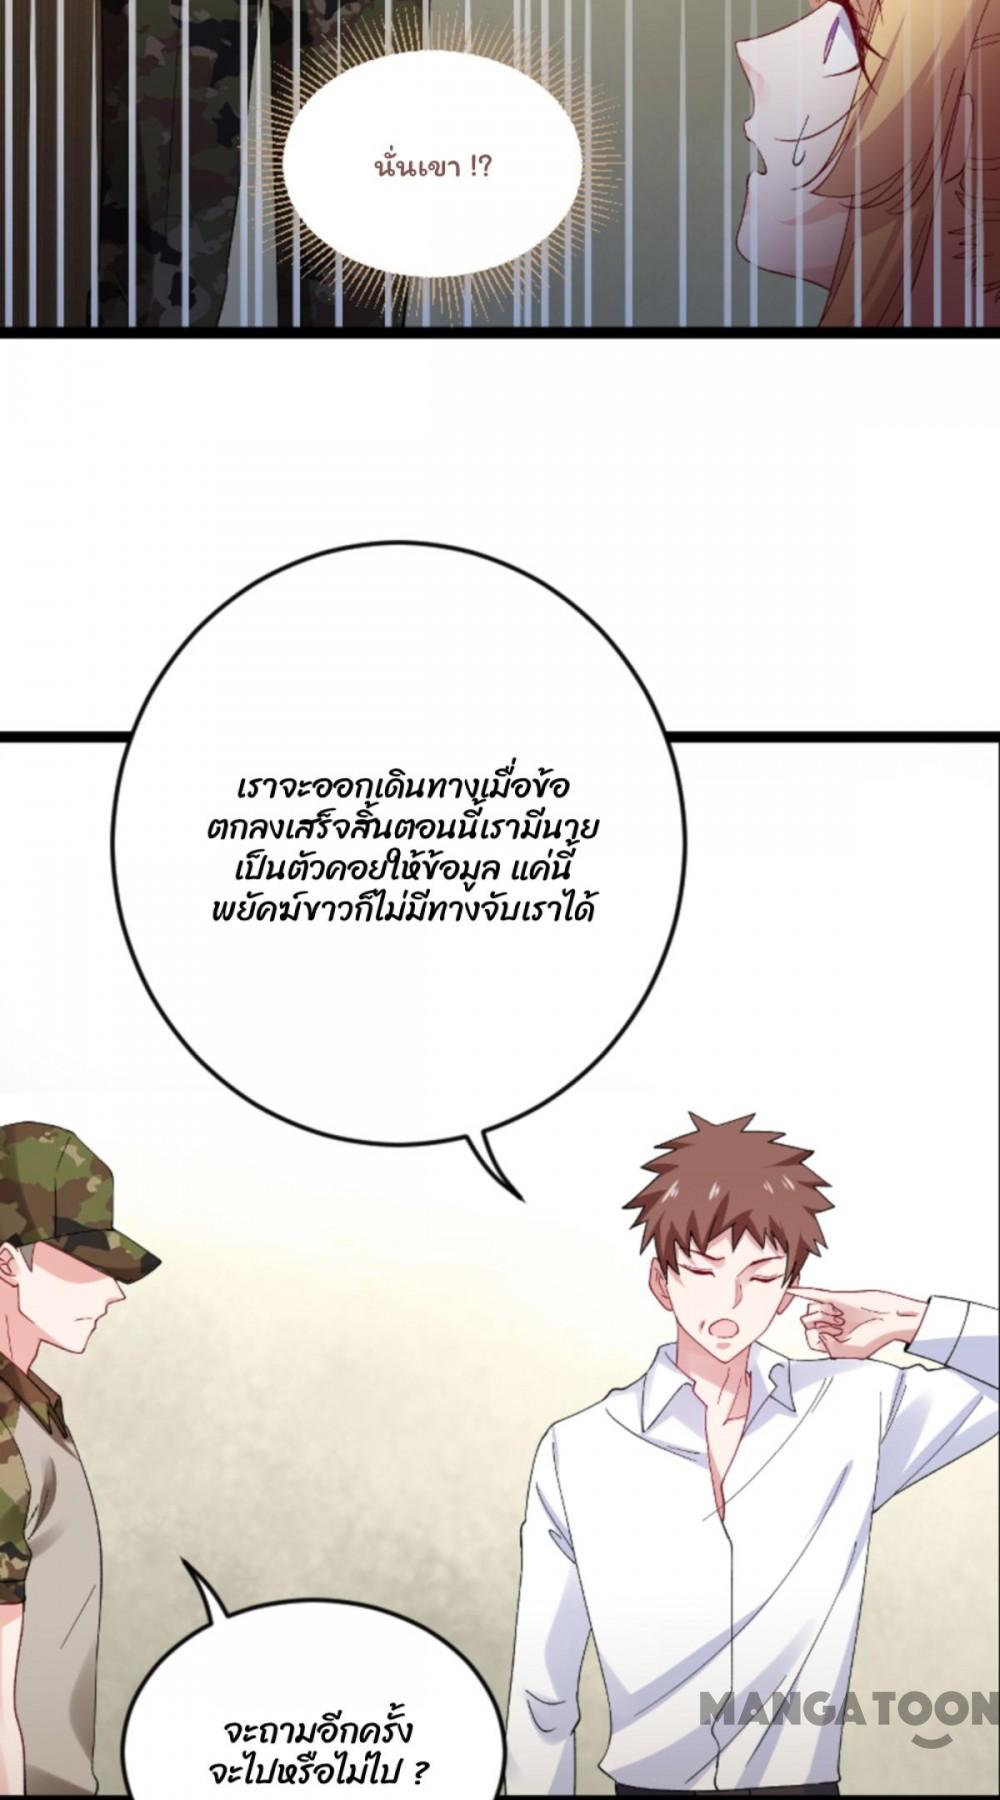 นั่นเขา !?
เราจะออกเดินทางเมื่อข้อ
ตกลงเสร็จสิ้นตอนนี้เรามีนาย
เป็นตัวคอยให้ข้อมูล แค่นี้
พยัคฆ์ขาวก็ไม่มีทางจับเราได้
จะถามอีกครั้ง
จะไปหรือไม่ไป ?
MANGATOON